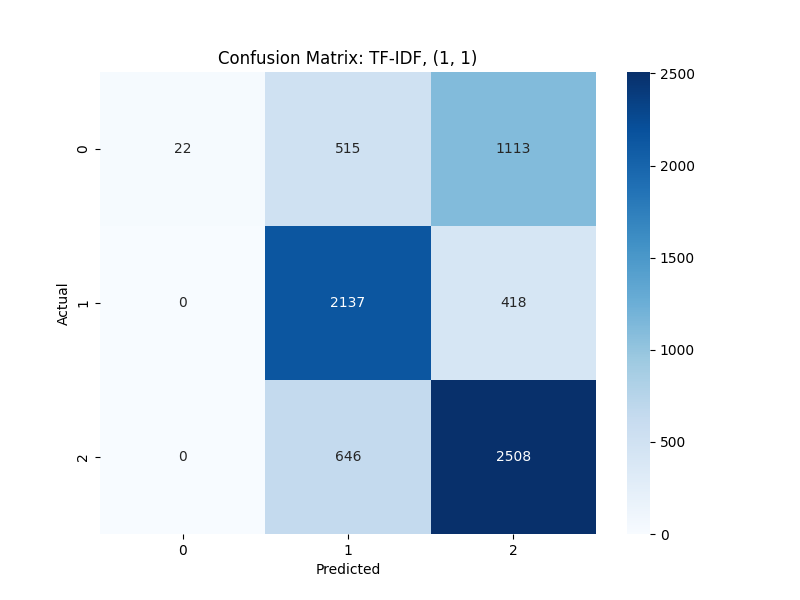 Confusion Matrix: TF-IDF, (1, 1)
2500
22 515 1113
0
2000
1500
Actual
1
0 2137 418
1000
500
2
0 646 2508
0
0 1 2
Predicted